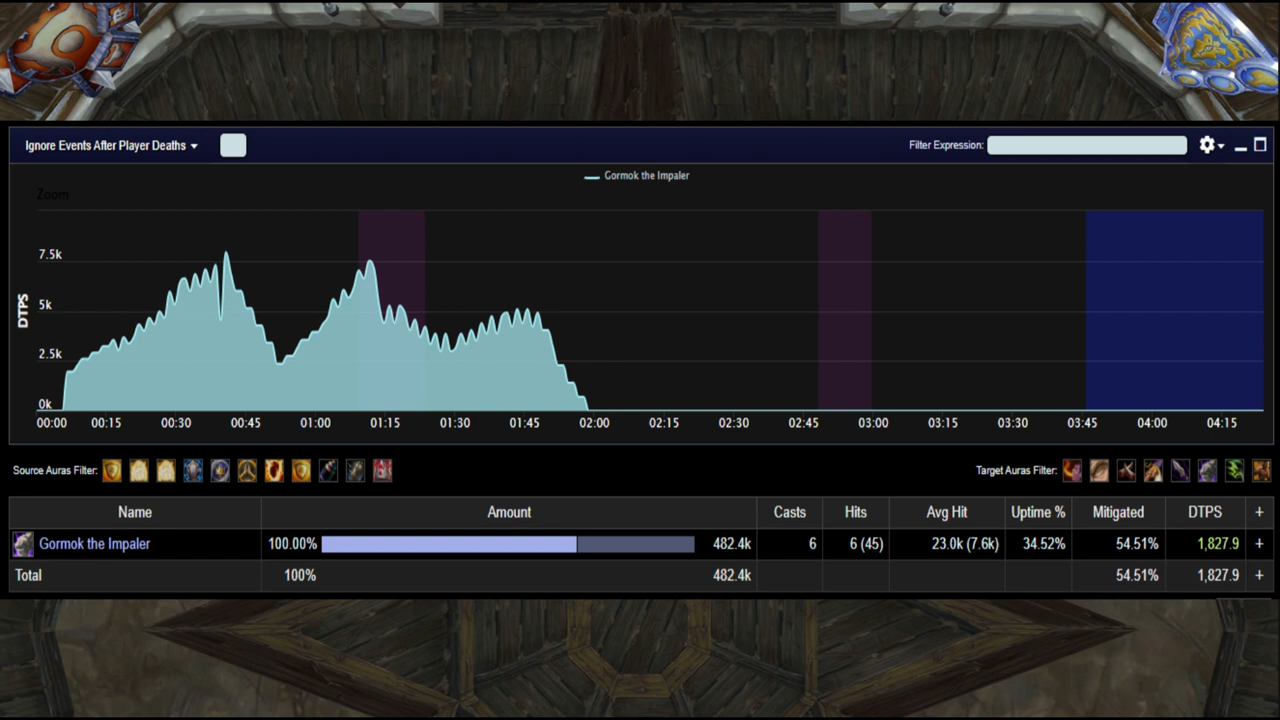 Ignore Events After Player Deaths
Filter Expression:
Gormok the Impaler
Zoom
7.5k
5k
2.5k
0k
DTPS
00:00 00:15 00:30 00:45 01:00 01:15 01:30 01:45 02:00 02:15 02:30 02:45 03:00 03:15 03:30 03:45 04:00 04:15
Source Auras Filter:
Target Auras Filter:
Name Amount Casts Hits Avg Hit Uptime % Mitigated DTPS +
Gormok the Impaler 100.00% 482.4k 6 6 (45) 23.0k (7.6k) 34.52% 54.51% 1,827.9 +
Total 100% 482.4k 54.51% 1,827.9 +